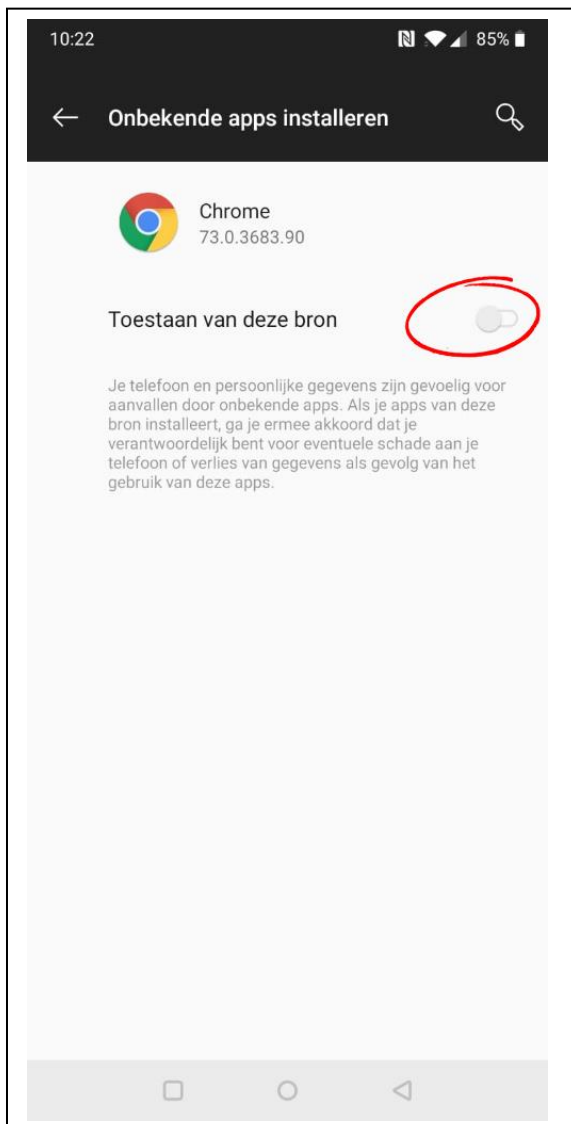 10:22 85%
Onbekende apps installeren
Chrome
73.0.3683.90
Toestaan van deze bron
Je telefoon en persoonlijke gegevens zijn gevoelig voor
aanvallen door onbekende apps. Als je apps van deze
bron installeert, ga je ermee akkoord dat je
verantwoordelijk bent voor eventuele schade aan je
telefoon of verlies van gegevens als gevolg van het
gebruik van deze apps.